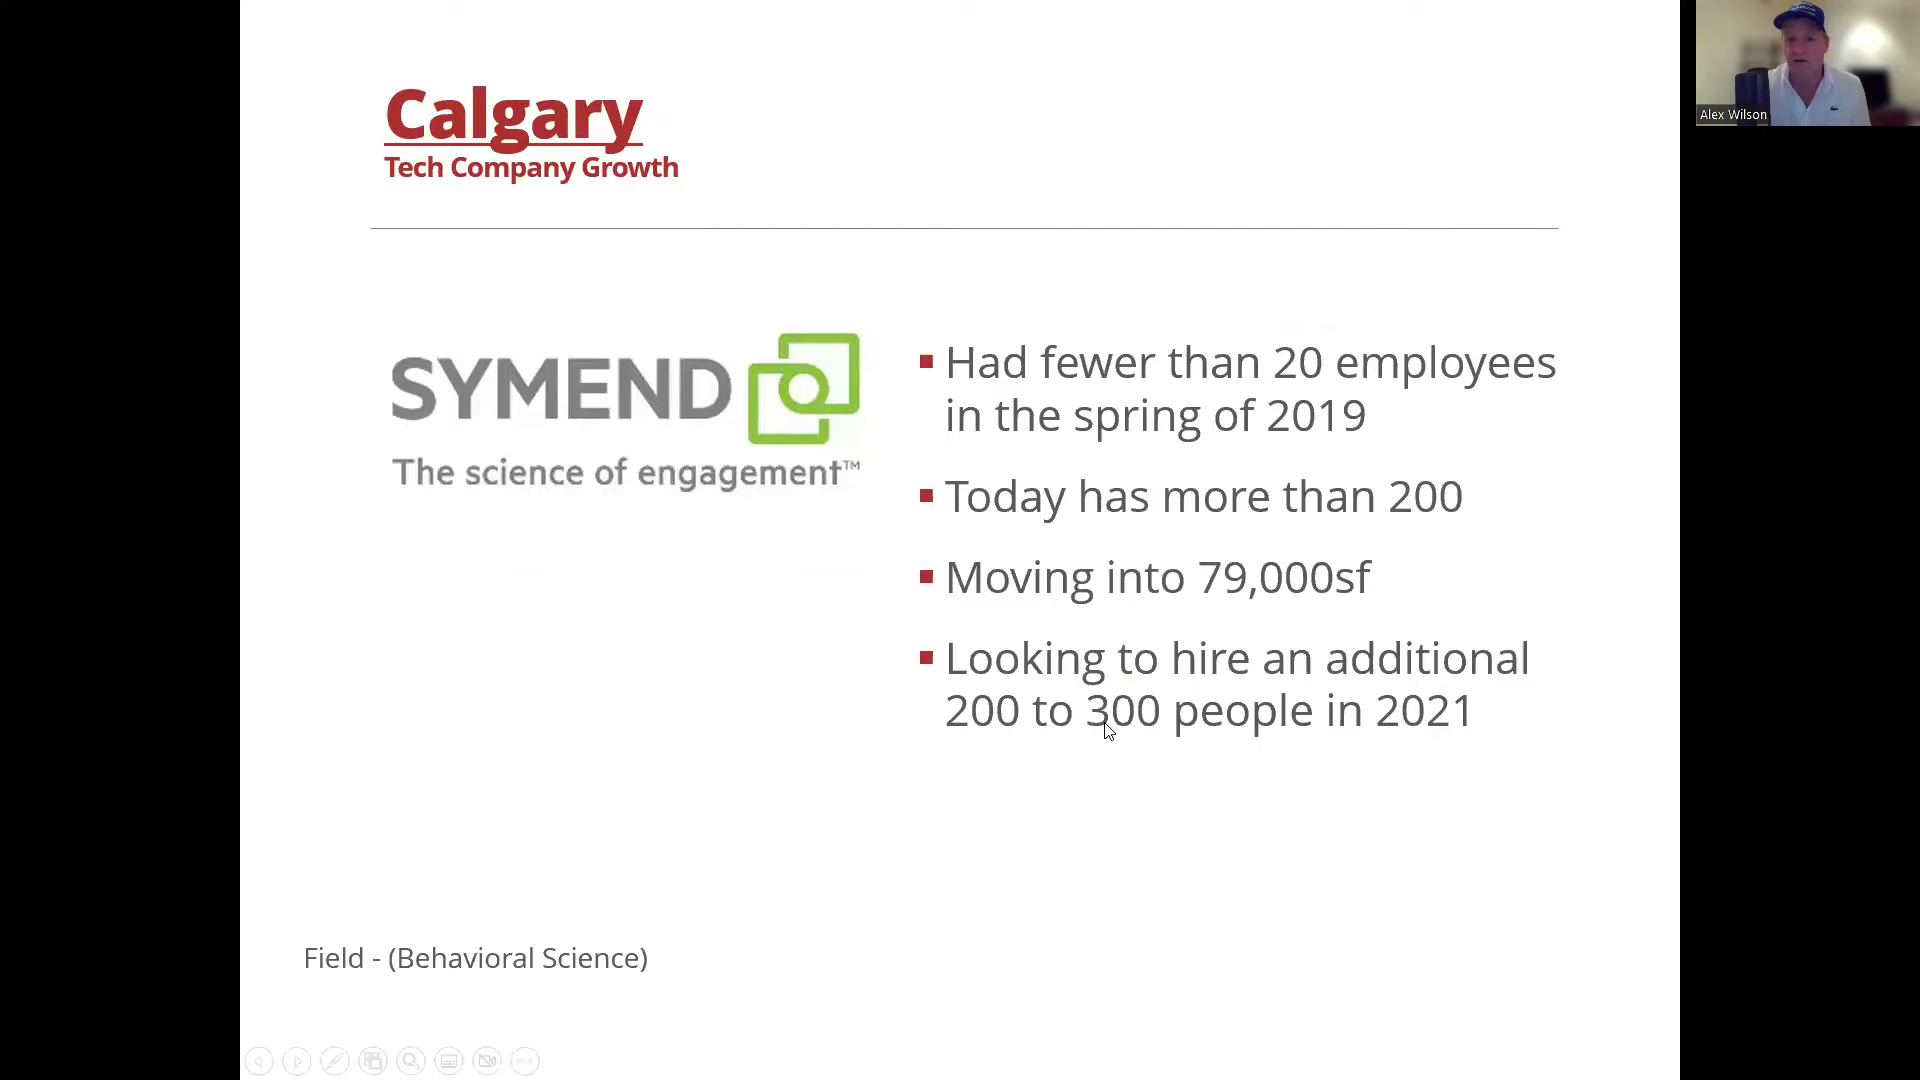 Calgary
Tech Company Growth
SYMEND
The science of engagement™
Had fewer than 20 employees
in the spring of 2019
Today has more than 200
Moving into 79,000sf
Looking to hire an additional
200 to 300 people in 2021
Field - (Behavioral Science)
Alex Wilson